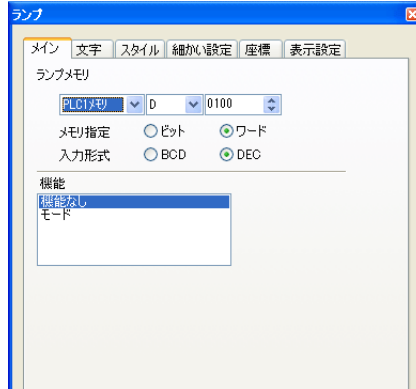 ランプ
メイン 文字 スタイル 細かい設定 座標 表示設定
ランプメモリ
PLC1メモリ D 0100
メモリ指定 ビット ワード
入力形式 BCD DEC
機能
機能なし
モード